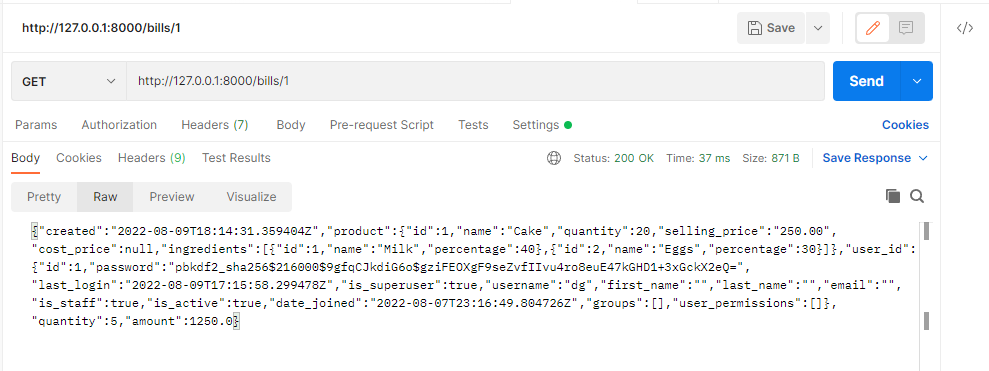 http://127.0.0.1:8000/bills/1
Save
GET
http://127.0.0.1:8000/bills/1
Send
Params Authorization Headers (7) Body Pre-request Script Tests Settings
Cookies
Body Cookies Headers (9) Test Results
Status: 200 OK Time: 37 ms Size: 871 B Save Response
Pretty Raw Preview Visualize
{"created":"2022-08-09T18:14:31.359404Z","product":{"id":1,"name":"Cake","quantity":20,"selling_price":"250.00",
"cost_price":null,"ingredients":[{"id":1,"name":"Milk","percentage":40},{"id":2,"name":"Eggs","percentage":30}]},"user_id":
{"id":1,"password":"pbkdf2_sha256$216000$9gfqCJkdiG6o$gziFEOXgF9seZvfIIvu4ro8euE47kGHD1+3xGckX2eQ=",
"last_login":"2022-08-09T17:15:58.299478Z","is_superuser":true,"username":"dg","first_name":"","last_name":"","email":"",
"is_staff":true,"is_active":true,"date_joined":"2022-08-07T23:16:49.804726Z","groups":[],"user_permissions":[]},
"quantity":5,"amount":1250.0}